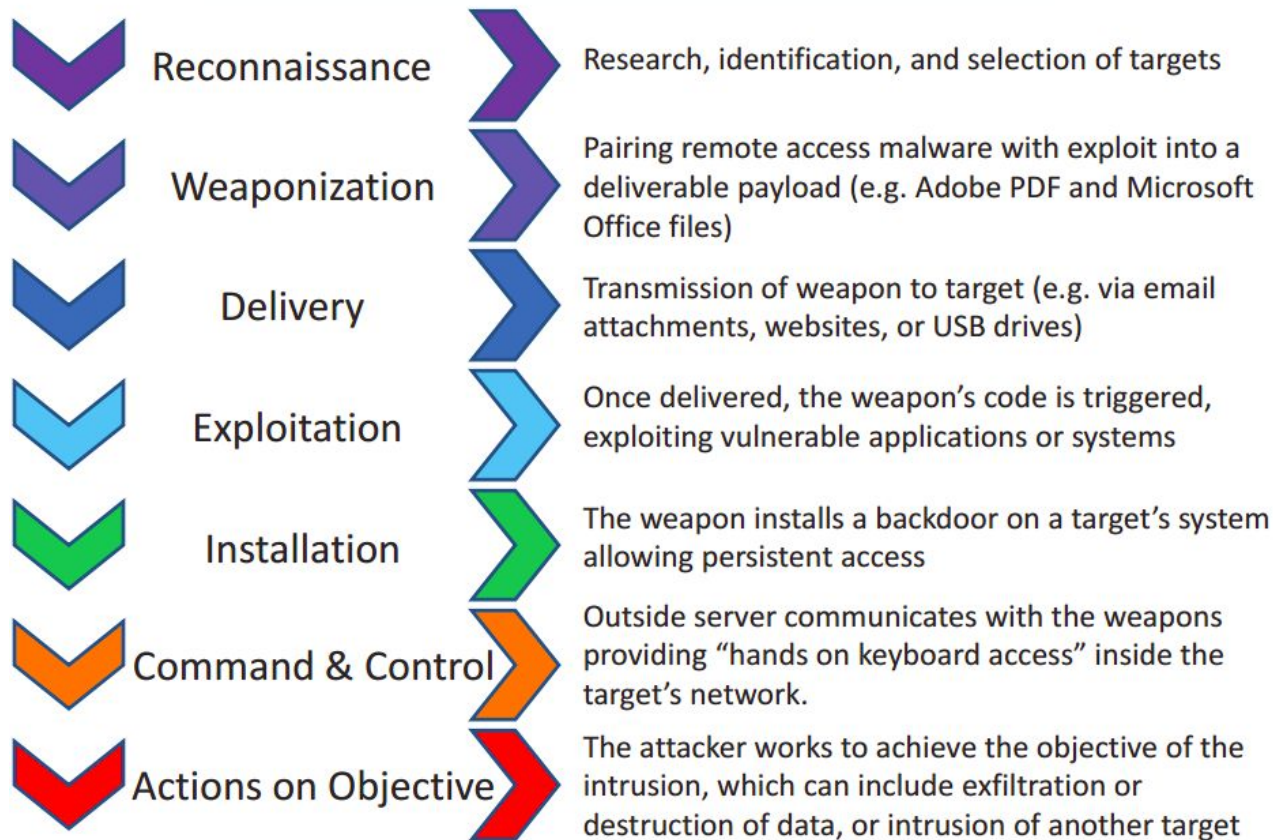 Reconnaissance
Research, identification, and selection of targets
Weaponization
Pairing remote access malware with exploit into a
deliverable payload (e.g. Adobe PDF and Microsoft
Office files)
Delivery
Transmission of weapon to target (e.g. via email
attachments, websites, or USB drives)
Exploitation
Once delivered, the weapon’s code is triggered,
exploiting vulnerable applications or systems
Installation
The weapon installs a backdoor on a target’s system
allowing persistent access
Command & Control
Outside server communicates with the weapons
providing “hands on keyboard access” inside the
target’s network.
Actions on Objective
The attacker works to achieve the objective of the
intrusion, which can include exfiltration or
destruction of data, or intrusion of another target